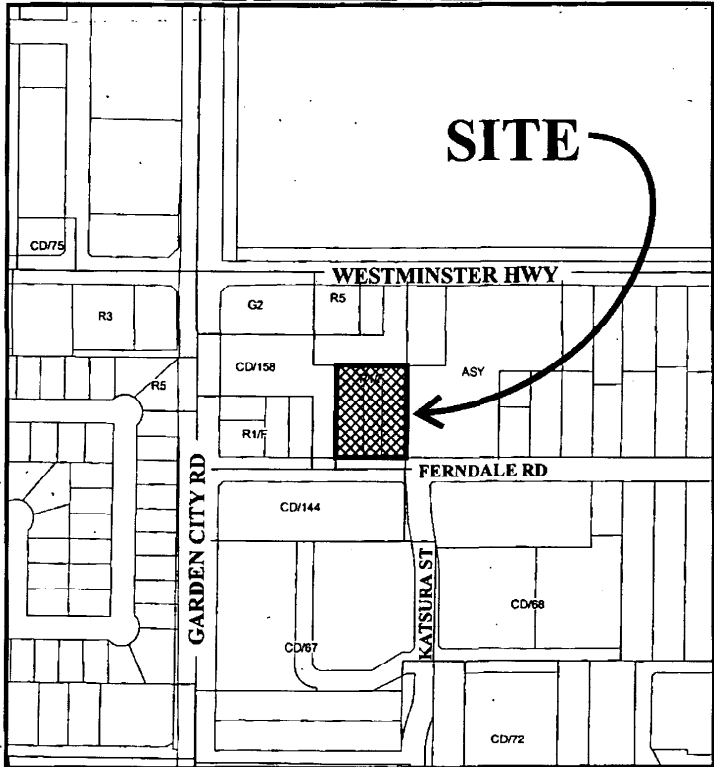 SITE
CD/75
WESTMINSTER HWY
R3
G2
R5
CD/158
ASY
R5
R1/F
FERNDALE RD
GARDEN CITY RD
CD/144
KATSURA ST
CD/68
CD/67
CD/72